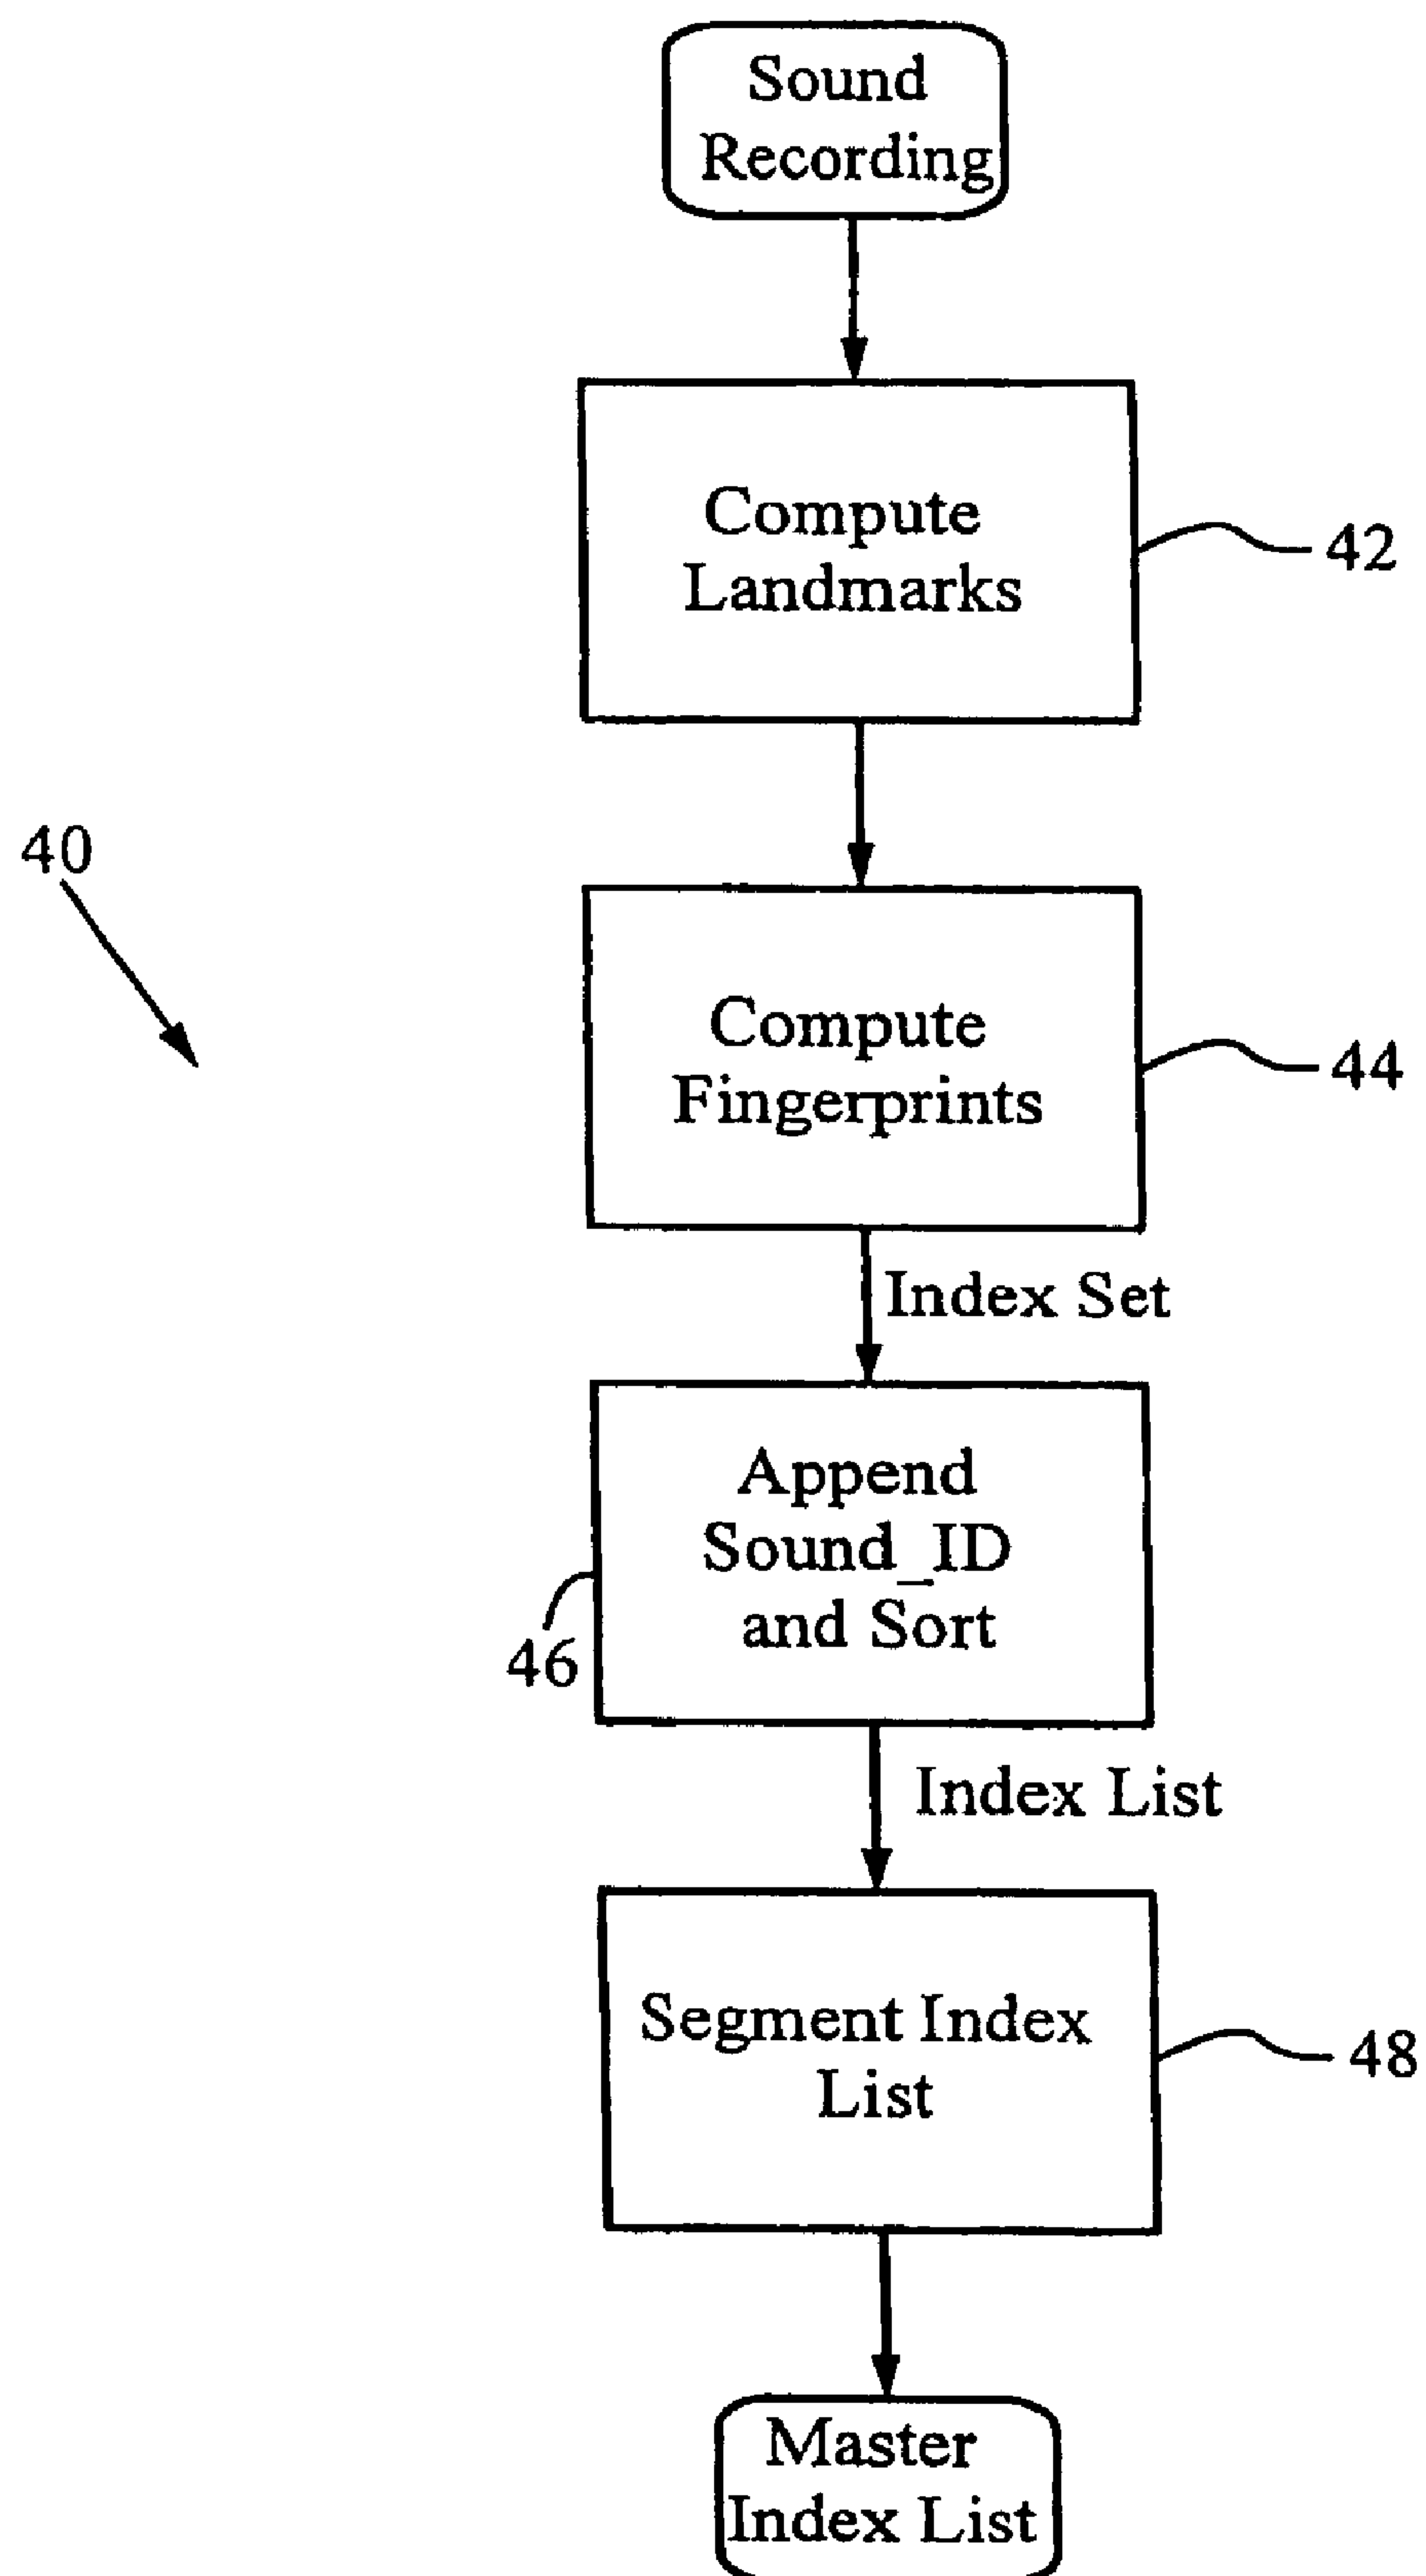 Sound
Recording
Compute
Landmarks
42
40
Compute
Fingerprints
44
Index Set
Append
Sound_ID
and Sort
46
Index List
Segment Index
List
48
Master
Index List